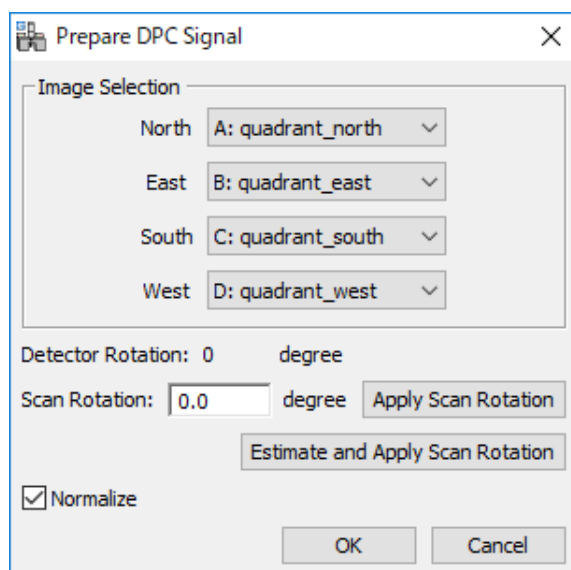 Prepare DPC Signal
Image Selection
North A: quadrant_north
East B: quadrant_east
South C: quadrant_south
West D: quadrant_west
Detector Rotation: 0 degree
Scan Rotation: 0.0 degree Apply Scan Rotation
Estimate and Apply Scan Rotation
Normalize
OK Cancel